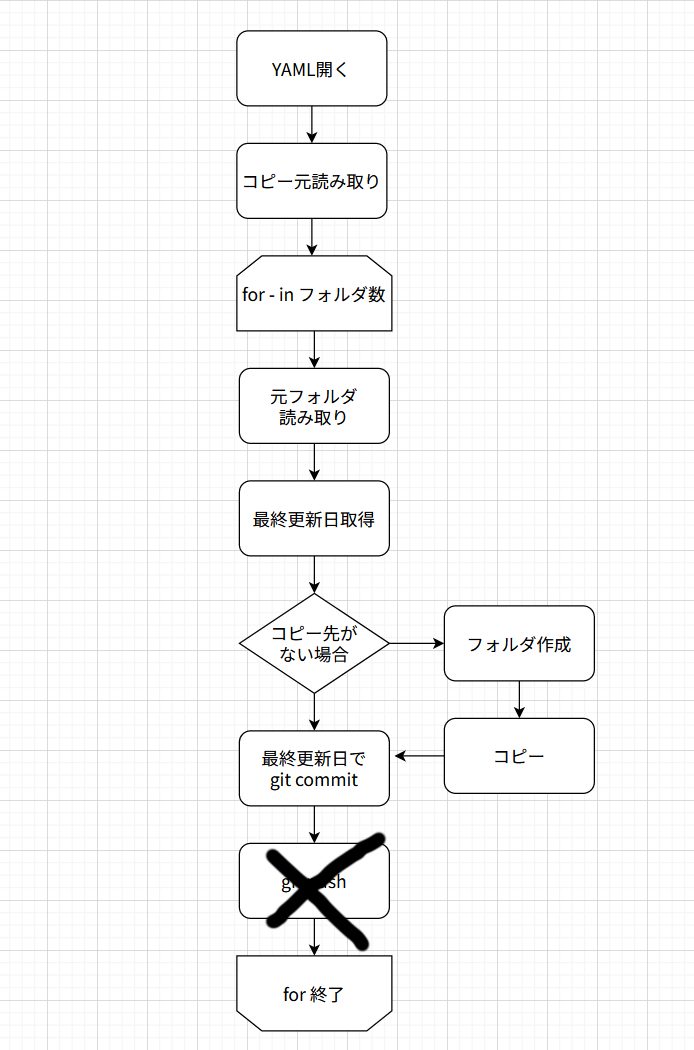 YAML開く
コピー元読み取り
for - in フォルダ数
元フォルダ
読み取り
最終更新日取得
コピー先が
ない場合
フォルダ作成
コピー
最終更新日で
git commit
for 終了